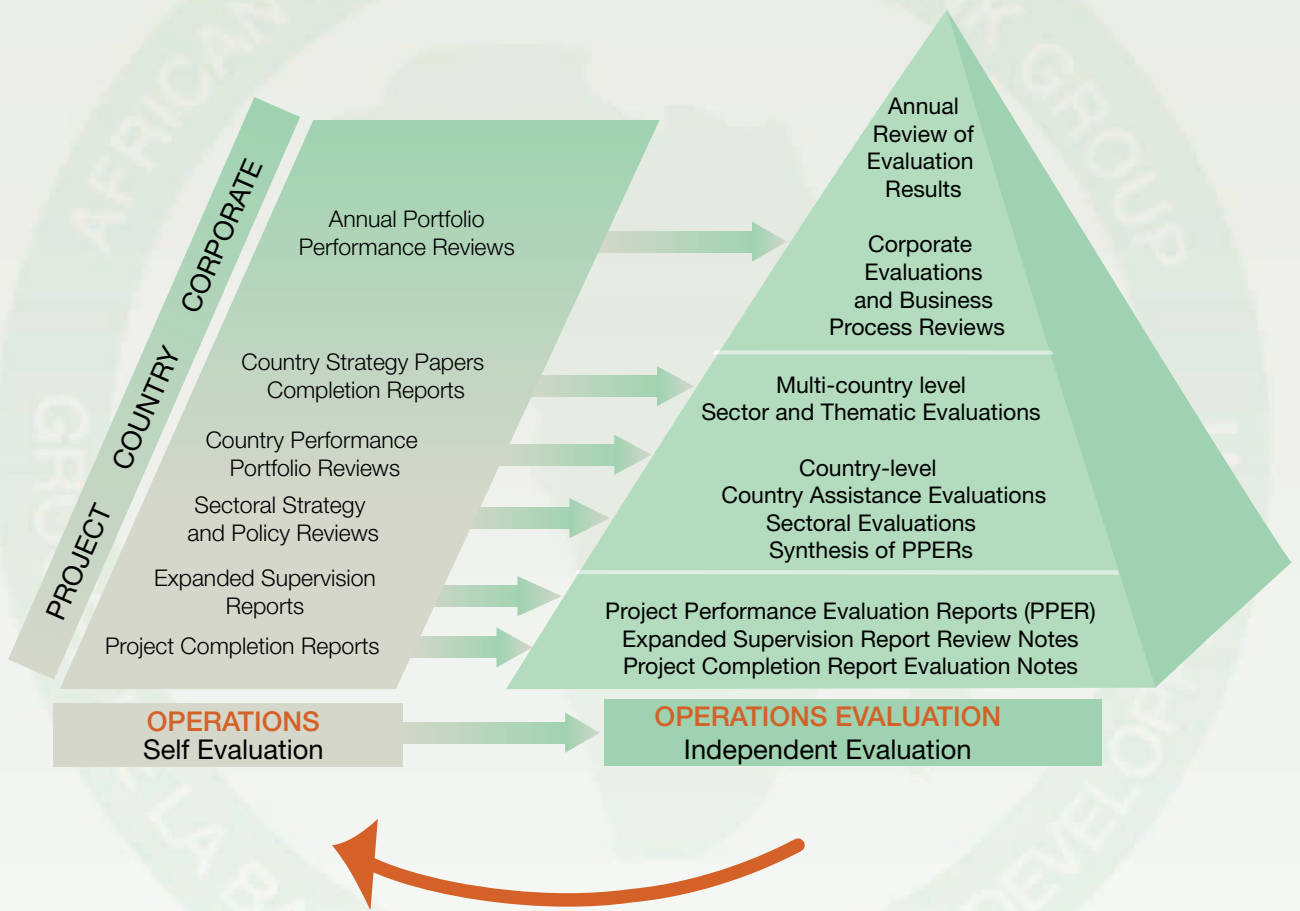 CORPORATE
COUNTRY
PROJECT
Annual Portfolio
Performance Reviews
Country Strategy Papers
Completion Reports
Country Performance
Portfolio Reviews
Sectoral Strategy
and Policy Reviews
Expanded Supervision
Reports
Project Completion Reports
OPERATIONS
Self Evaluation
Annual
Review of
Evaluation
Results
Corporate
Evaluations
and Business
Process Reviews
Multi-country level
Sector and Thematic Evaluations
Country-level
Country Assistance Evaluations
Sectoral Evaluations
Synthesis of PPERs
Project Performance Evaluation Reports (PPER)
Expanded Supervision Report Review Notes
Project Completion Report Evaluation Notes
OPERATIONS EVALUATION
Independent Evaluation
AFRICAN
GROUP